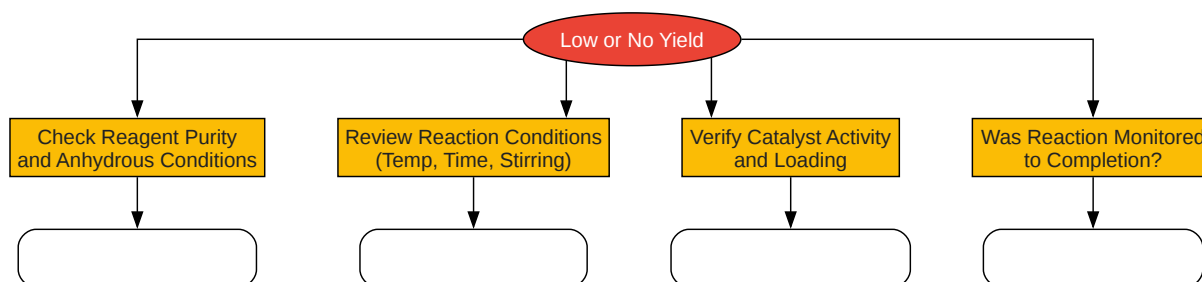 Low or No Yield
Check Reagent Purity
and Anhydrous Conditions
Review Reaction Conditions
(Temp, Time, Stirring)
Verify Catalyst Activity
and Loading
Was Reaction Monitored
to Completion?